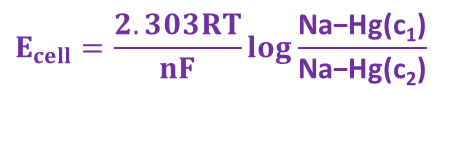 E_cell = 2.303RT/nF log Na–Hg(c₁)/Na–Hg(c₂)